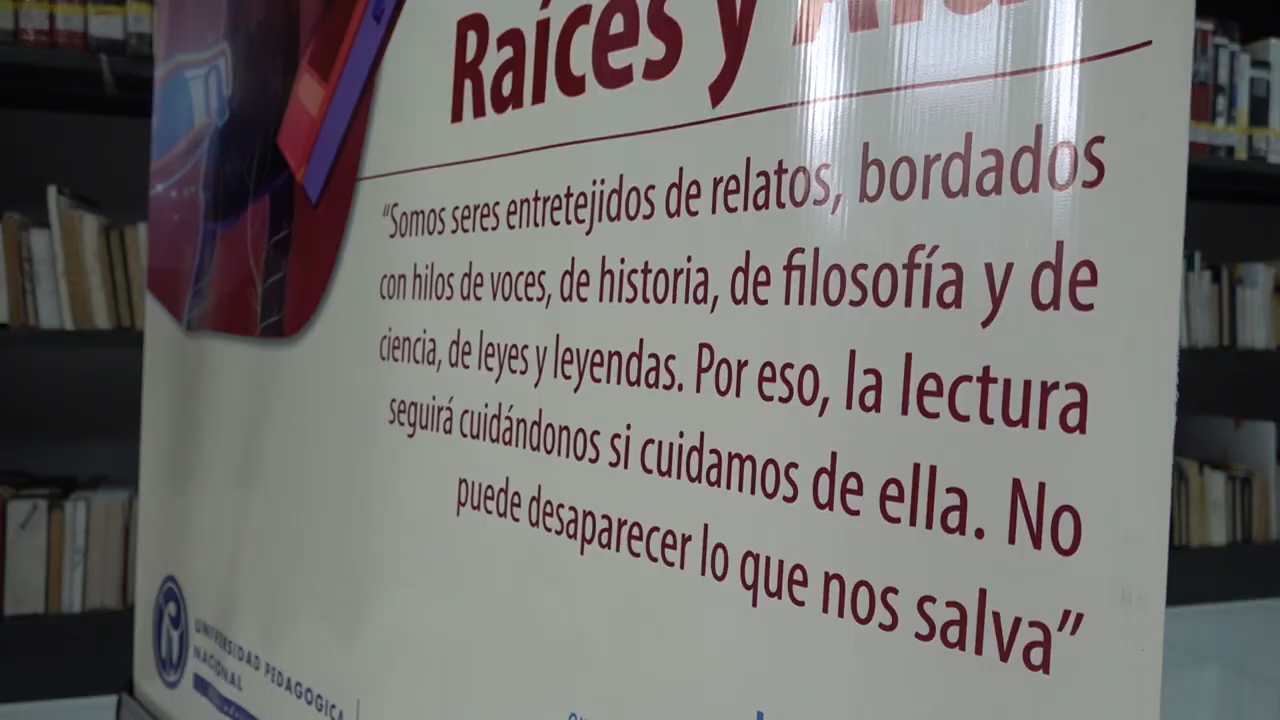 Raíces y
“Somos seres entretejidos de relatos, bordados
con hilos de voces, de historia, de filosofía y de
ciencia, de leyes y leyendas. Por eso, la lectura
seguirá cuidándonos si cuidamos de ella. No
puede desaparecer lo que nos salva”
UNIVERSIDAD PEDAGOGICA
NACIONAL